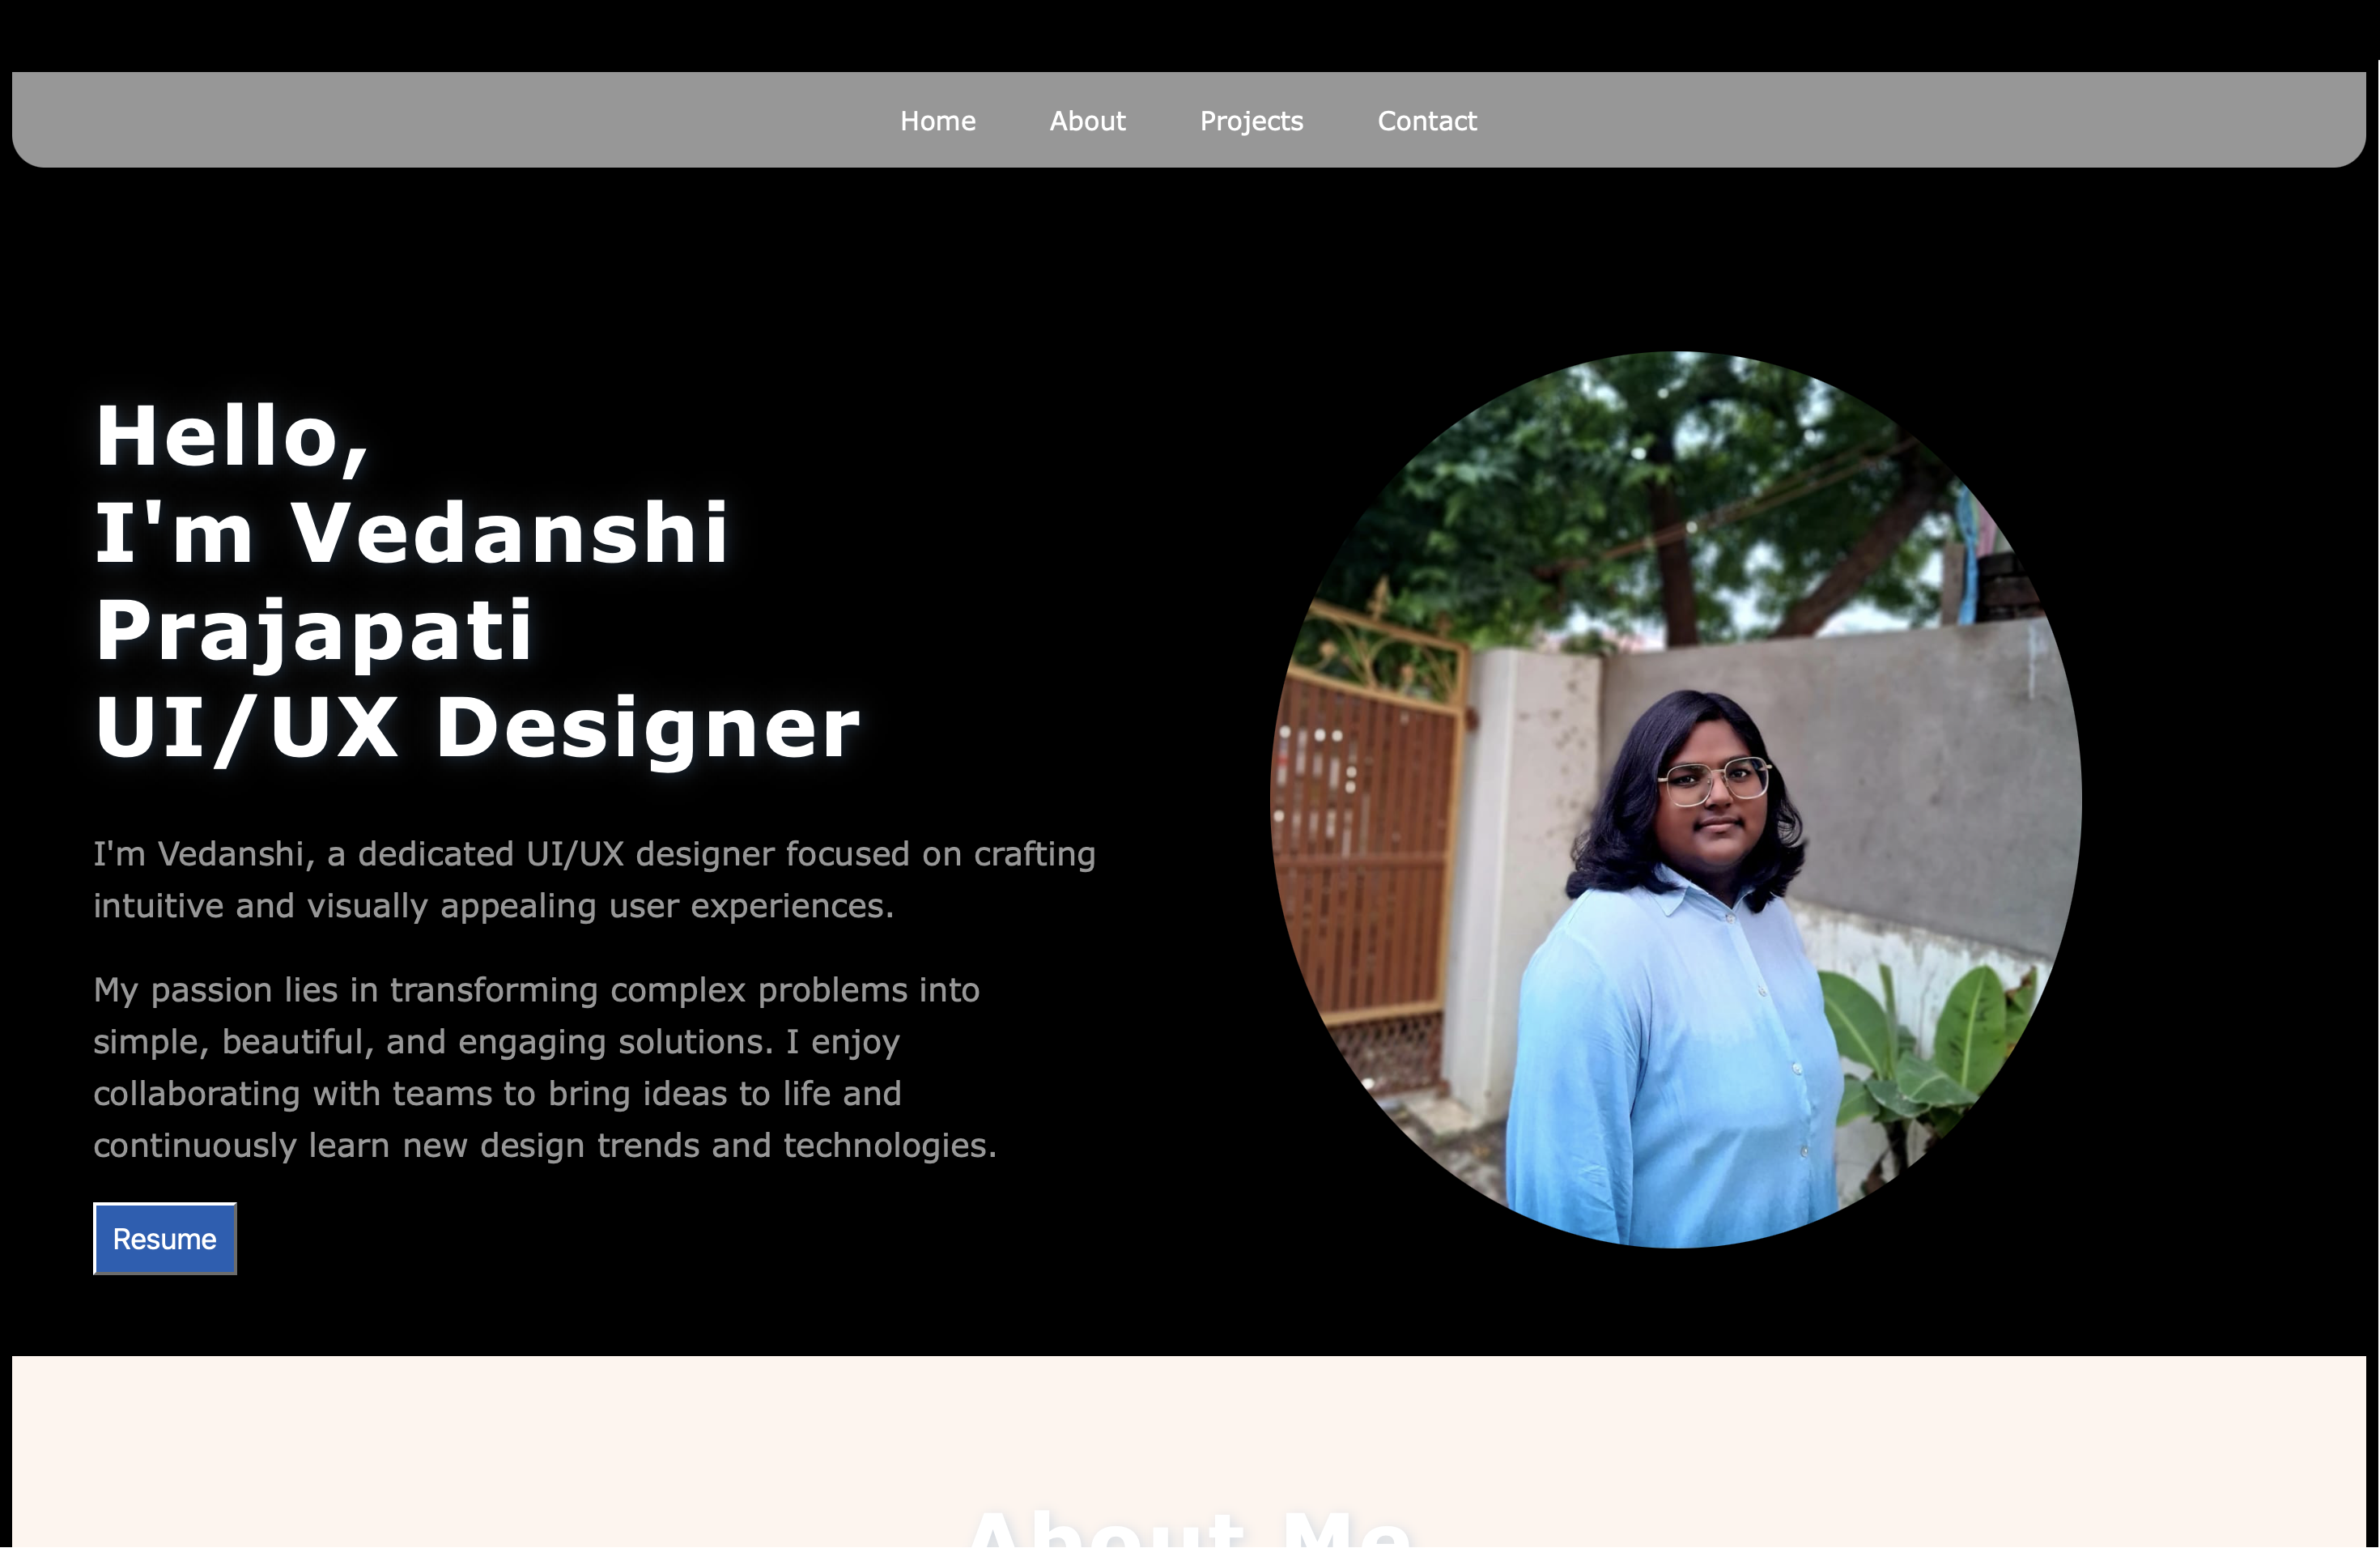 Home About Projects Contact
Hello,
I'm Vedanshi
Prajapati
UI/UX Designer
I'm Vedanshi, a dedicated UI/UX designer focused on crafting
intuitive and visually appealing user experiences.
My passion lies in transforming complex problems into
simple, beautiful, and engaging solutions. I enjoy
collaborating with teams to bring ideas to life and
continuously learn new design trends and technologies.
Resume
About Me